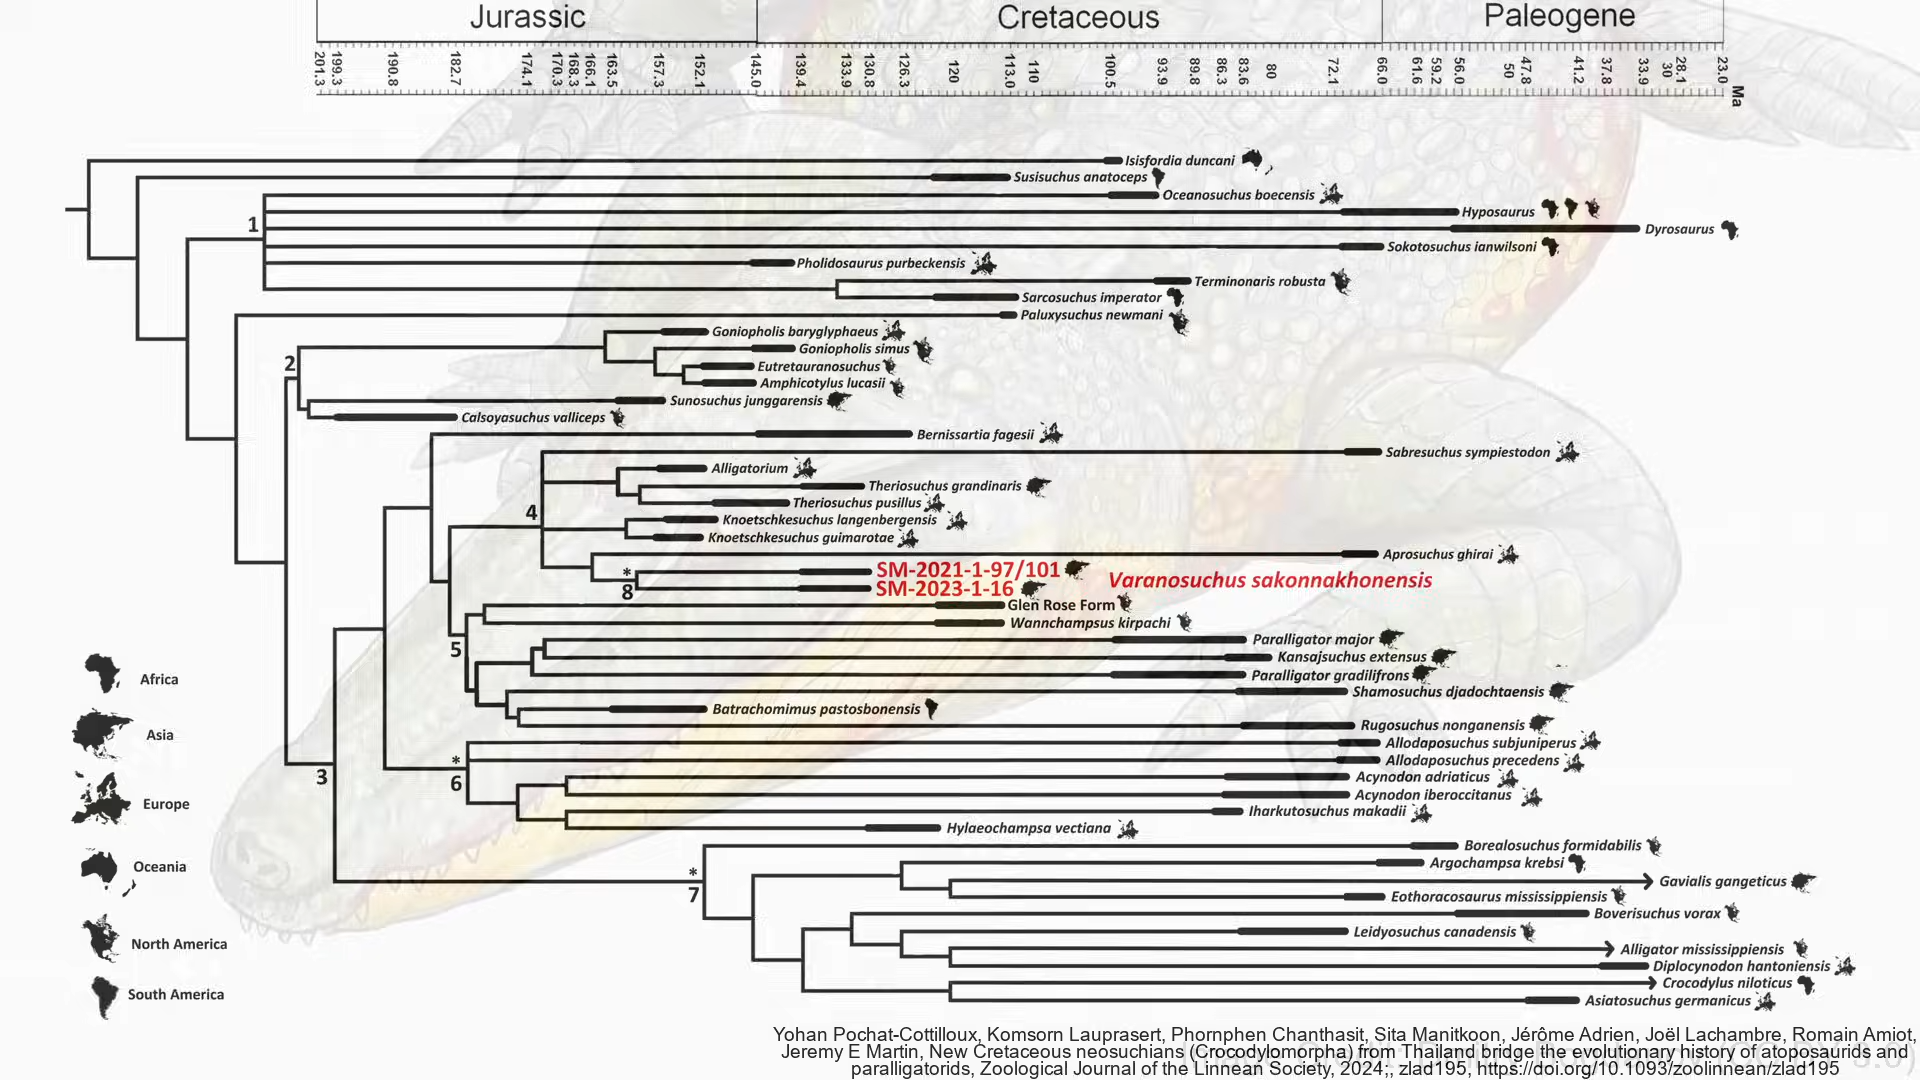 Jurassic
Cretaceous
Paleogene
201.3
199.3
190.8
182.7
174.1
170.3
168.3
166.1
163.5
157.3
152.1
145.0
139.4
133.9
130.8
126.3
120
113.0
110
100.5
93.9
89.8
86.3
83.6
80
72.1
66.0
61.6
59.2
56.0
50
47.8
41.2
37.8
33.9
30
28.1
23.0
Ma
Isisfordia duncani
Susisuchus anatoceps
Oceanosuchus boecensis
1
Hyposaurus
Dyrosaurus
Sokotosuchus ianwilsoni
Pholidosaurus purbeckensis
Terminonaris robusta
Sarcosuchus imperator
Paluxysuchus newmani
Goniopholis baryglyphaeus
Goniopholis simus
2
Eutretauranosuchus
Amphicotylus lucasii
Sunosuchus junggarensis
Calsoyasuchus valliceps
Bernissartia fagesii
Sabresuchus sympiestodon
Alligatorium
Theriosuchus grandinaris
Theriosuchus pusillus
4
Knoetschkesuchus langenbergensis
Knoetschkesuchus guimarotae
Aprosuchus ghirai
*
SM-2021-1-97/101
Varanosuchus sakonnakhonensis
8
SM-2023-1-16
Glen Rose Form
Wannchampsus kirpachi
Paralligator major
5
Kansajsuchus extensus
Paralligator gradilifrons
Shamosuchus djadochtaensis
Batrachomimus pastosbonensis
Rugosuchus nonganensis
Allodaposuchus subjuniperus
*
Allodaposuchus precedens
3
6
Acynodon adriaticus
Acynodon iberoccitanus
Iharkutosuchus makadii
Hylaeochampsa vectiana
Borealosuchus formidabilis
Argochampsa krebsi
*
Gavialis gangeticus
7
Eothoracosaurus mississippiensis
Boverisuchus vorax
Leidyosuchus canadensis
Alligator mississippiensis
Diplocynodon hantoniensis
Crocodylus niloticus
Asiatosuchus germanicus
Africa
Asia
Europe
Oceania
North America
South America
Yohan Pochat-Cottilloux, Komsorn Lauprasert, Phornphen Chanthasit, Sita Manitkoon, Jérôme Adrien, Joël Lachambre, Romain Amiot,
Jeremy E Martin, New Cretaceous neosuchians (Crocodylomorpha) from Thailand bridge the evolutionary history of atoposaurids and
paralligatorids, Zoological Journal of the Linnean Society, 2024;, zlad195, https://doi.org/10.1093/zoolinnean/zlad195